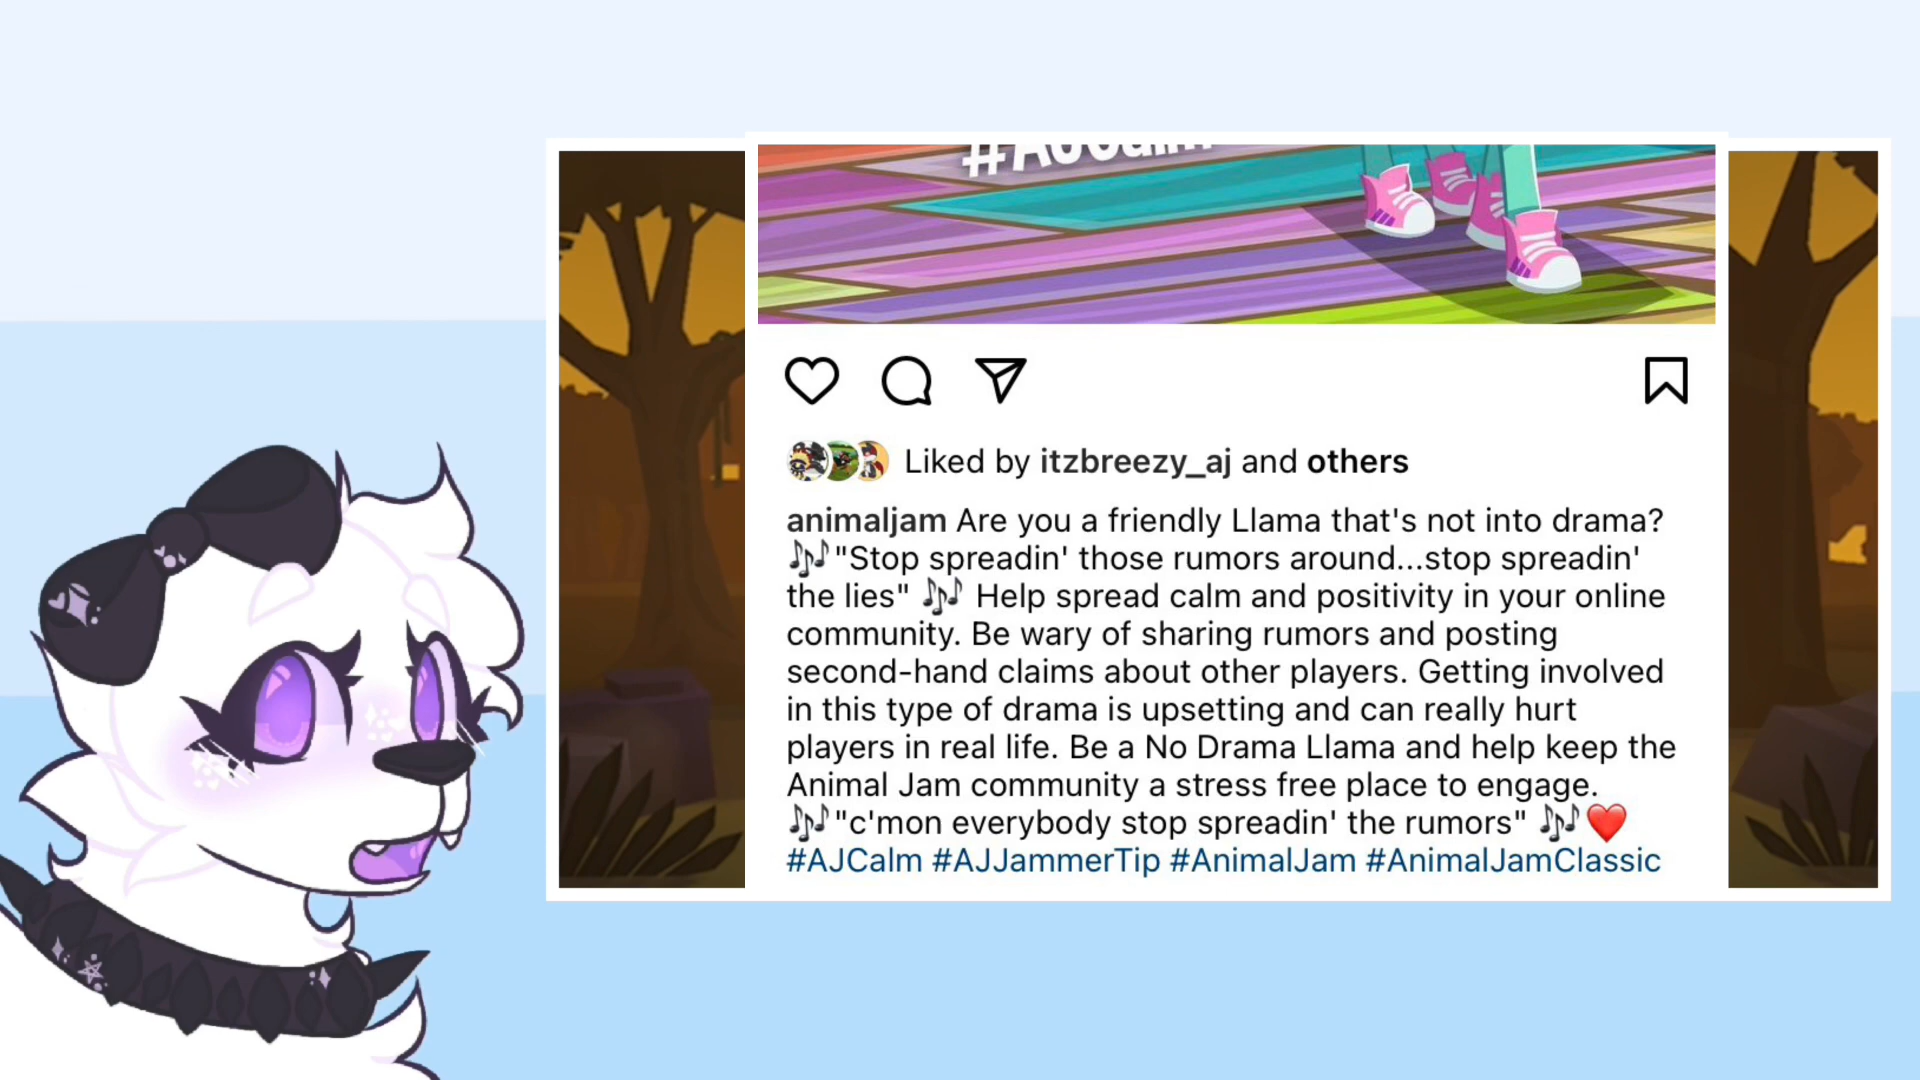 #AJCalm
Liked by itzbreezy_aj and others
animaljam Are you a friendly Llama that's not into drama?
🎶"Stop spreadin' those rumors around...stop spreadin'
the lies" 🎶 Help spread calm and positivity in your online
community. Be wary of sharing rumors and posting
second-hand claims about other players. Getting involved
in this type of drama is upsetting and can really hurt
players in real life. Be a No Drama Llama and help keep the
Animal Jam community a stress free place to engage.
🎶"c'mon everybody stop spreadin' the rumors" 🎶❤️
#AJCalm #AJJammerTip #AnimalJam #AnimalJamClassic